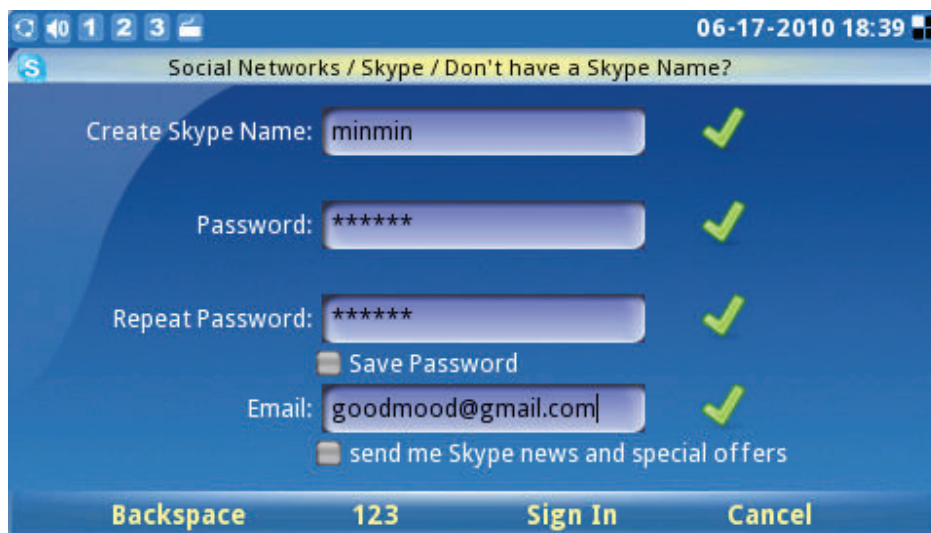 1 2 3 06-17-2010 18:39
S Social Networks / Skype / Don't have a Skype Name?
Create Skype Name: minmin
Password: ******
Repeat Password: ******
Save Password
Email: goodmood@gmail.com
send me Skype news and special offers
Backspace 123 Sign In Cancel